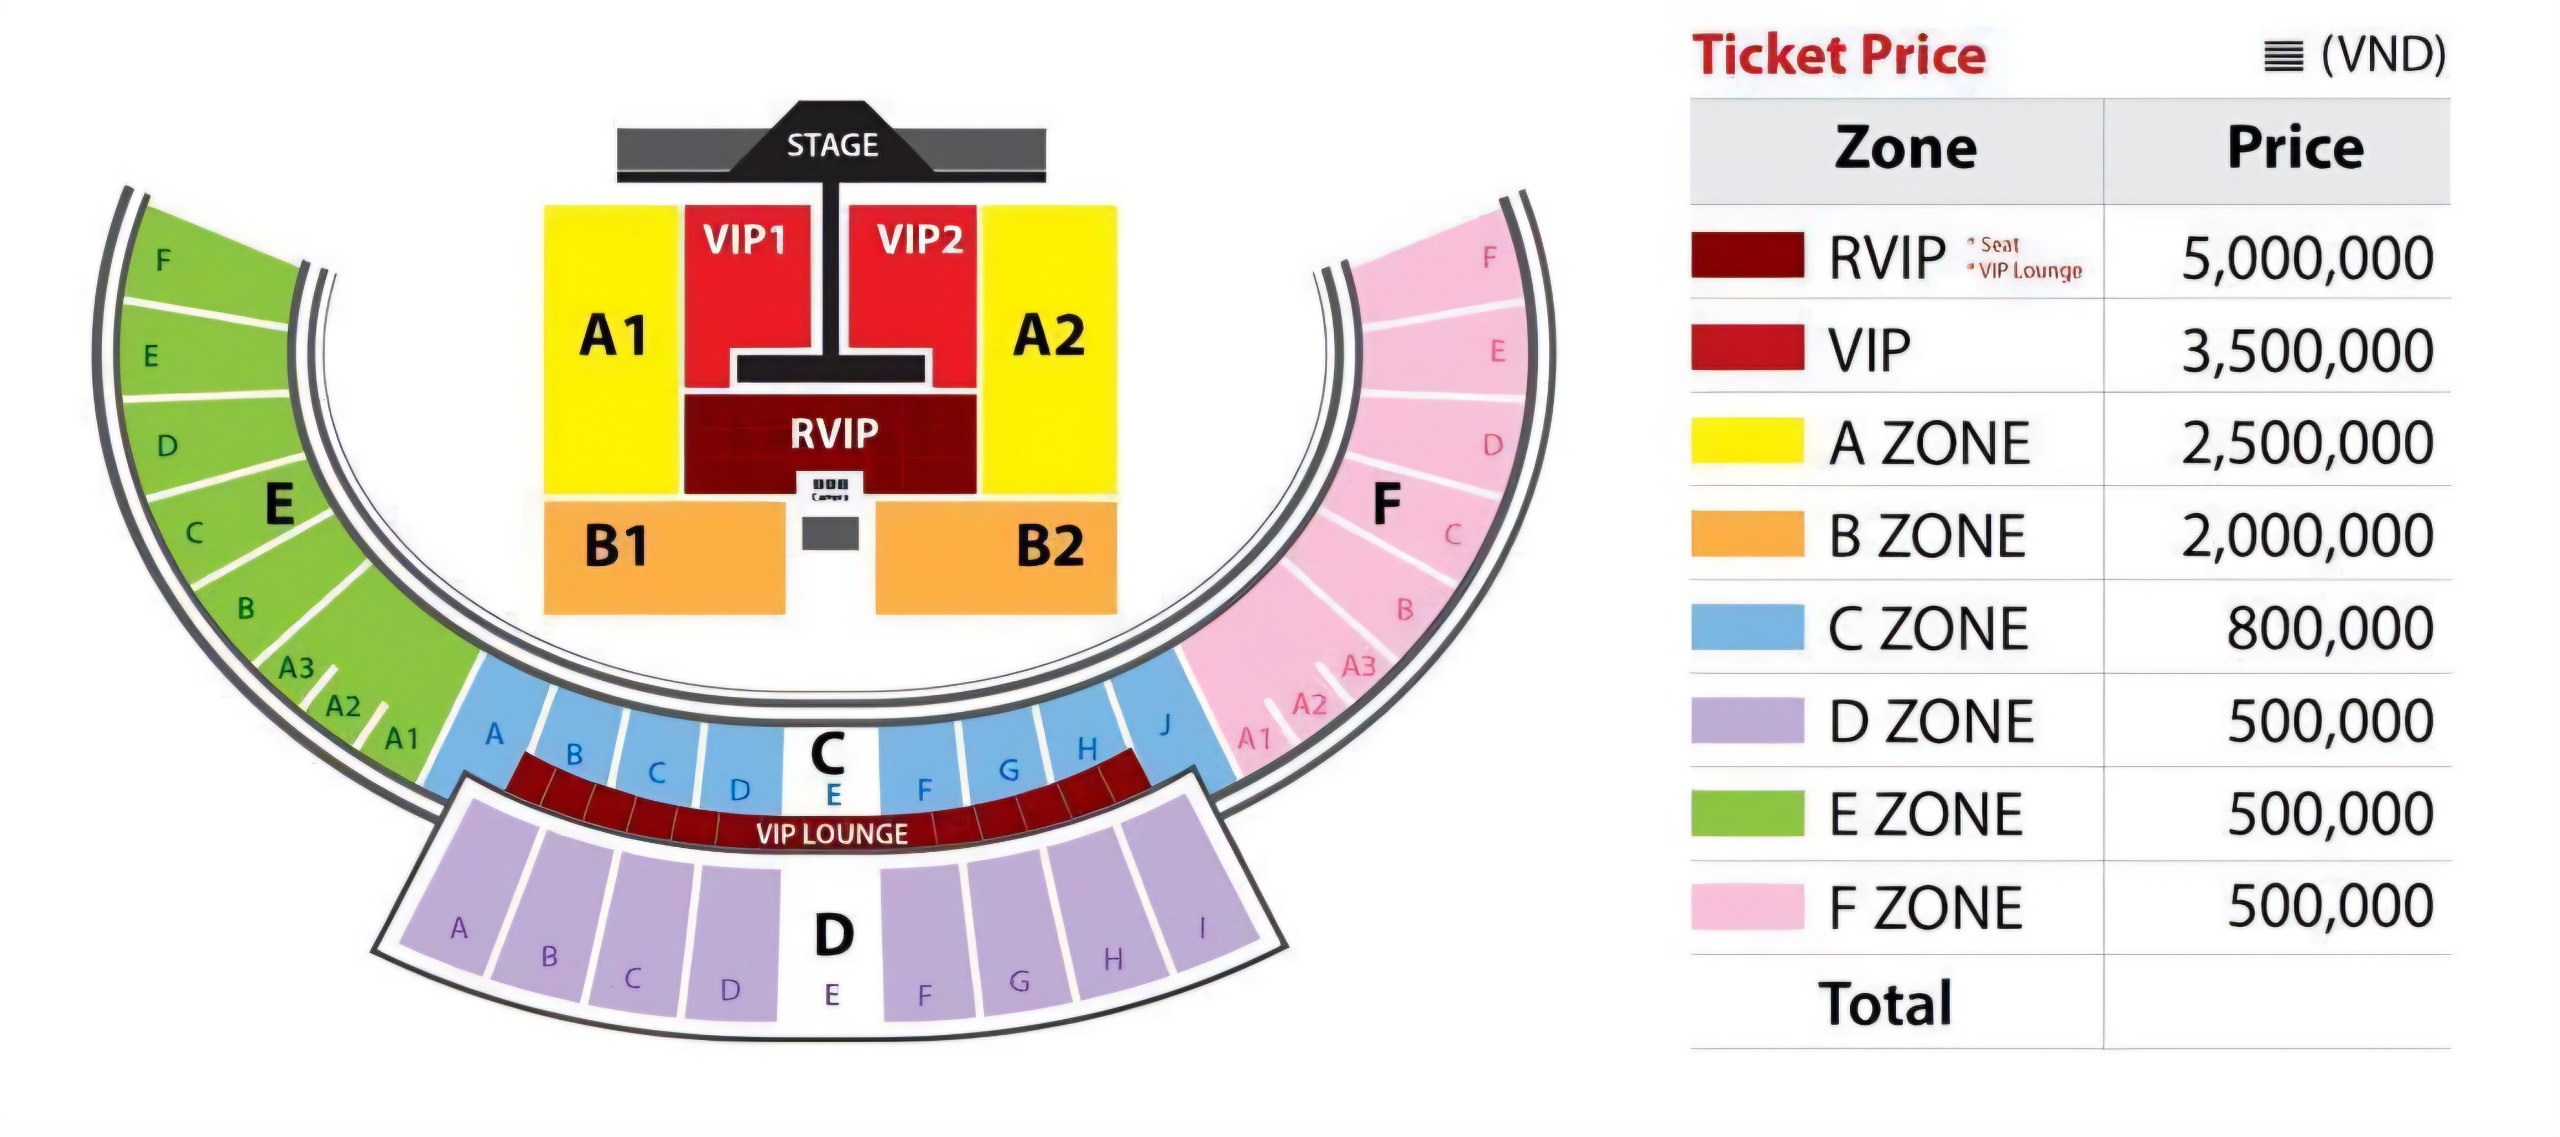 STAGE
VIP1
VIP2
A1
A2
RVIP
B1
B2
F
E
D
C
B
A3
A2
A1
E
F
E
D
C
B
A3
A2
A1
F
A
B
C
D
C
E
F
G
H
J
VIP LOUNGE
A
B
C
D
D
E
F
G
H
I
Ticket Price
(VND)
Zone Price
RVIP * Seat * VIP Lounge 5,000,000
VIP 3,500,000
A ZONE 2,500,000
B ZONE 2,000,000
C ZONE 800,000
D ZONE 500,000
E ZONE 500,000
F ZONE 500,000
Total